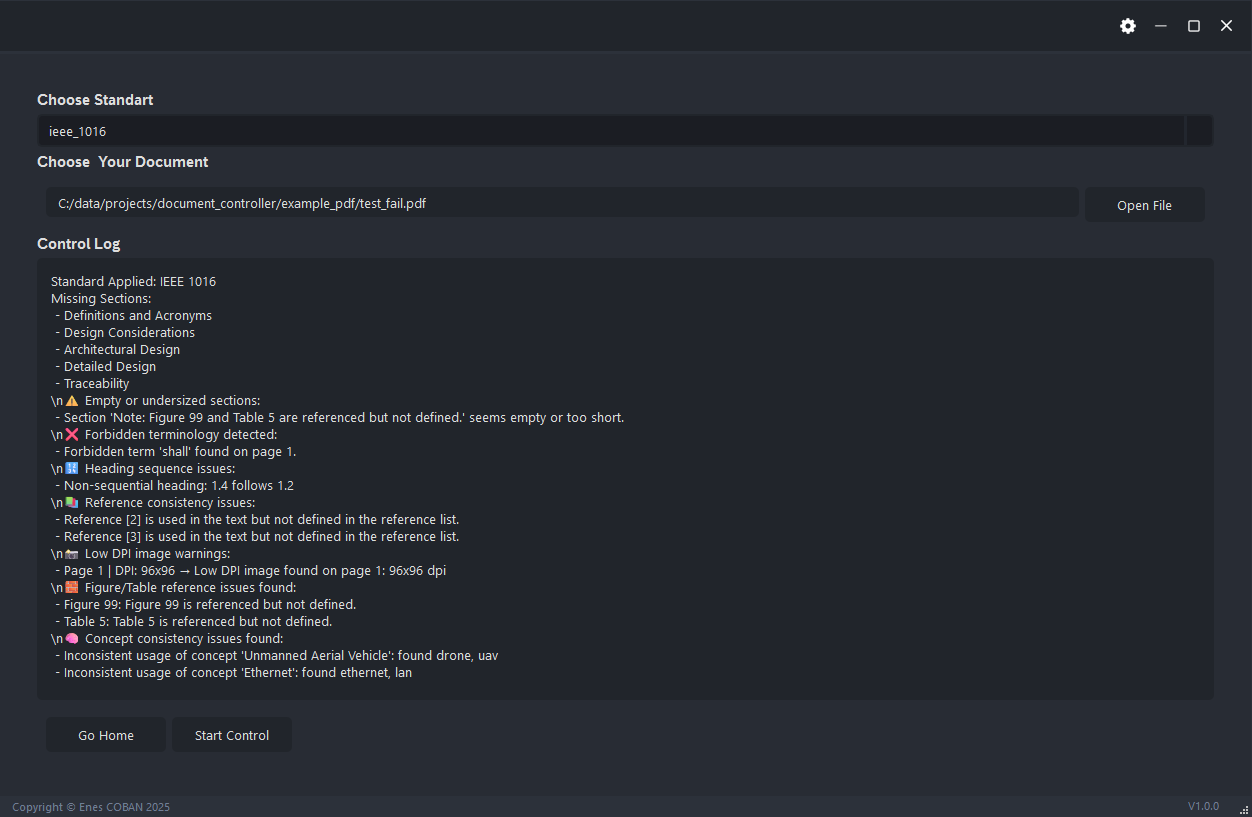 Choose Standart
ieee_1016
Choose  Your Document
C:/data/projects/document_controller/example_pdf/test_fail.pdf
Open File
Control Log
Standard Applied: IEEE 1016
Missing Sections:
- Definitions and Acronyms
- Design Considerations
- Architectural Design
- Detailed Design
- Traceability
\n⚠️ Empty or undersized sections:
- Section 'Note: Figure 99 and Table 5 are referenced but not defined.' seems empty or too short.
\n❌ Forbidden terminology detected:
- Forbidden term 'shall' found on page 1.
\n🔢 Heading sequence issues:
- Non-sequential heading: 1.4 follows 1.2
\n📚 Reference consistency issues:
- Reference [2] is used in the text but not defined in the reference list.
- Reference [3] is used in the text but not defined in the reference list.
\n📷 Low DPI image warnings:
- Page 1 | DPI: 96x96 → Low DPI image found on page 1: 96x96 dpi
\n🧱 Figure/Table reference issues found:
- Figure 99: Figure 99 is referenced but not defined.
- Table 5: Table 5 is referenced but not defined.
\n🧠 Concept consistency issues found:
- Inconsistent usage of concept 'Unmanned Aerial Vehicle': found drone, uav
- Inconsistent usage of concept 'Ethernet': found ethernet, lan
Go Home
Start Control
Copyright © Enes COBAN 2025
V1.0.0